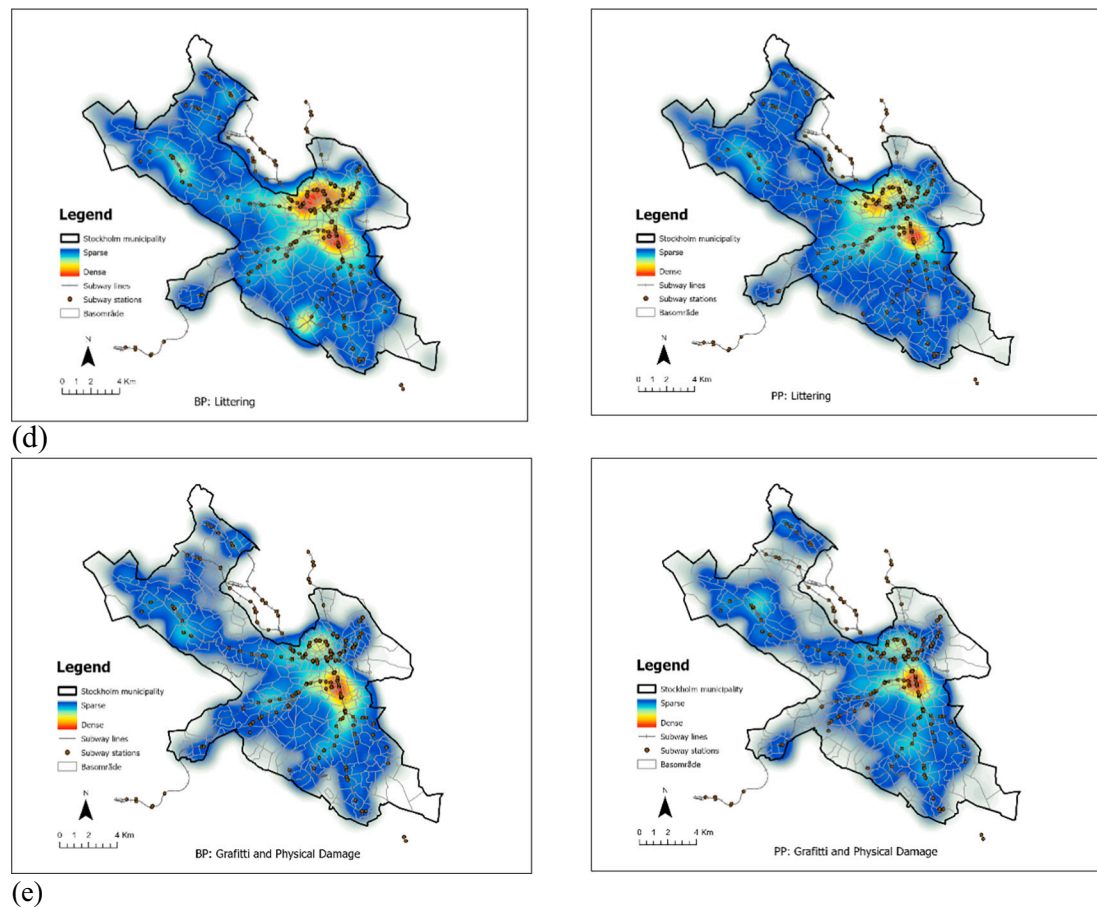 Legend
Stockholm municipality
Sparse
Dense
Subway lines
Subway stations
Basområde
N
0 1 2 4 Km
BP: Littering
Legend
Stockholm municipality
Sparse
Dense
Subway lines
Subway stations
Basområde
N
0 1 2 4 Km
PP: Littering
(d)
Legend
Stockholm municipality
Sparse
Dense
Subway lines
Subway stations
Basområde
N
0 1 2 4 Km
BP: Grafitti and Physical Damage
Legend
Stockholm municipality
Sparse
Dense
Subway lines
Subway stations
Basområde
N
0 1 2 4 Km
PP: Grafitti and Physical Damage
(e)